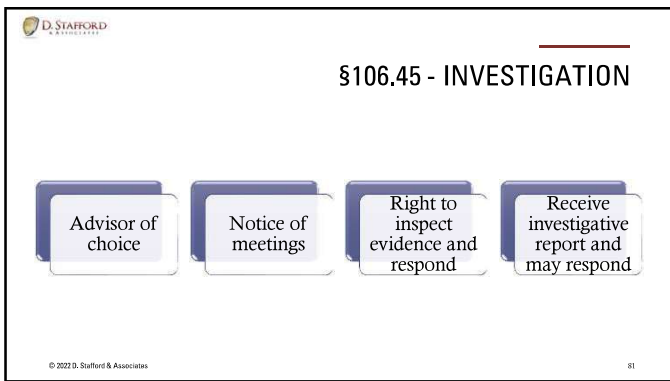 D. STAFFORD
& ASSOCIATES
§106.45 - INVESTIGATION
Advisor of
choice
Notice of
meetings
Right to
inspect
evidence and
respond
Receive
investigative
report and
may respond
© 2022 D. Stafford & Associates
81